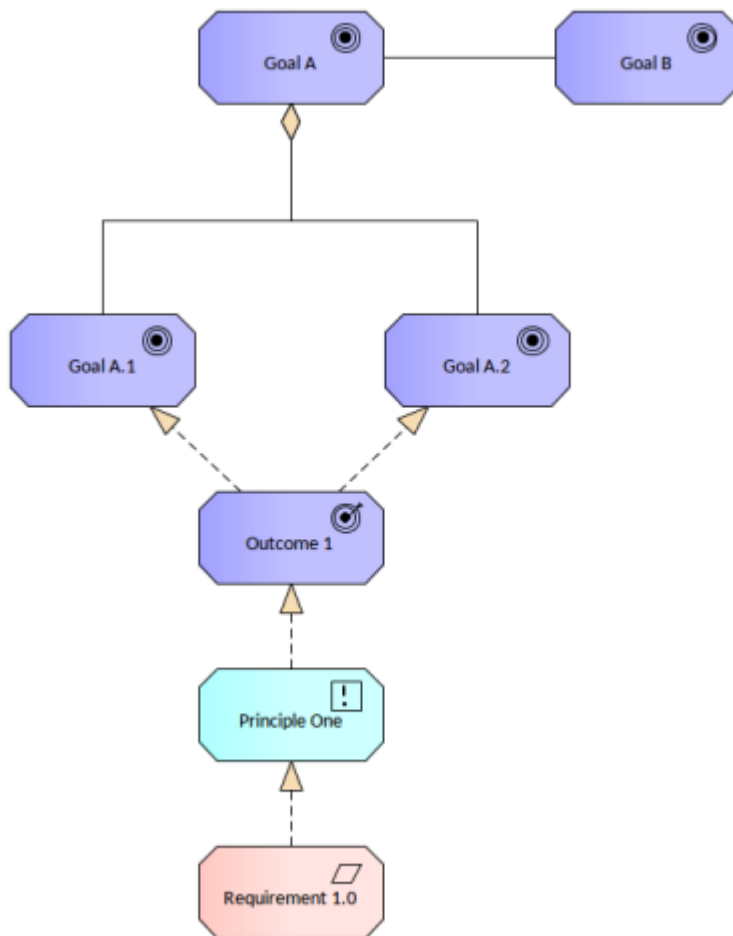 Goal A
Goal B
Goal A.1
Goal A.2
Outcome 1
Principle One
Requirement 1.0